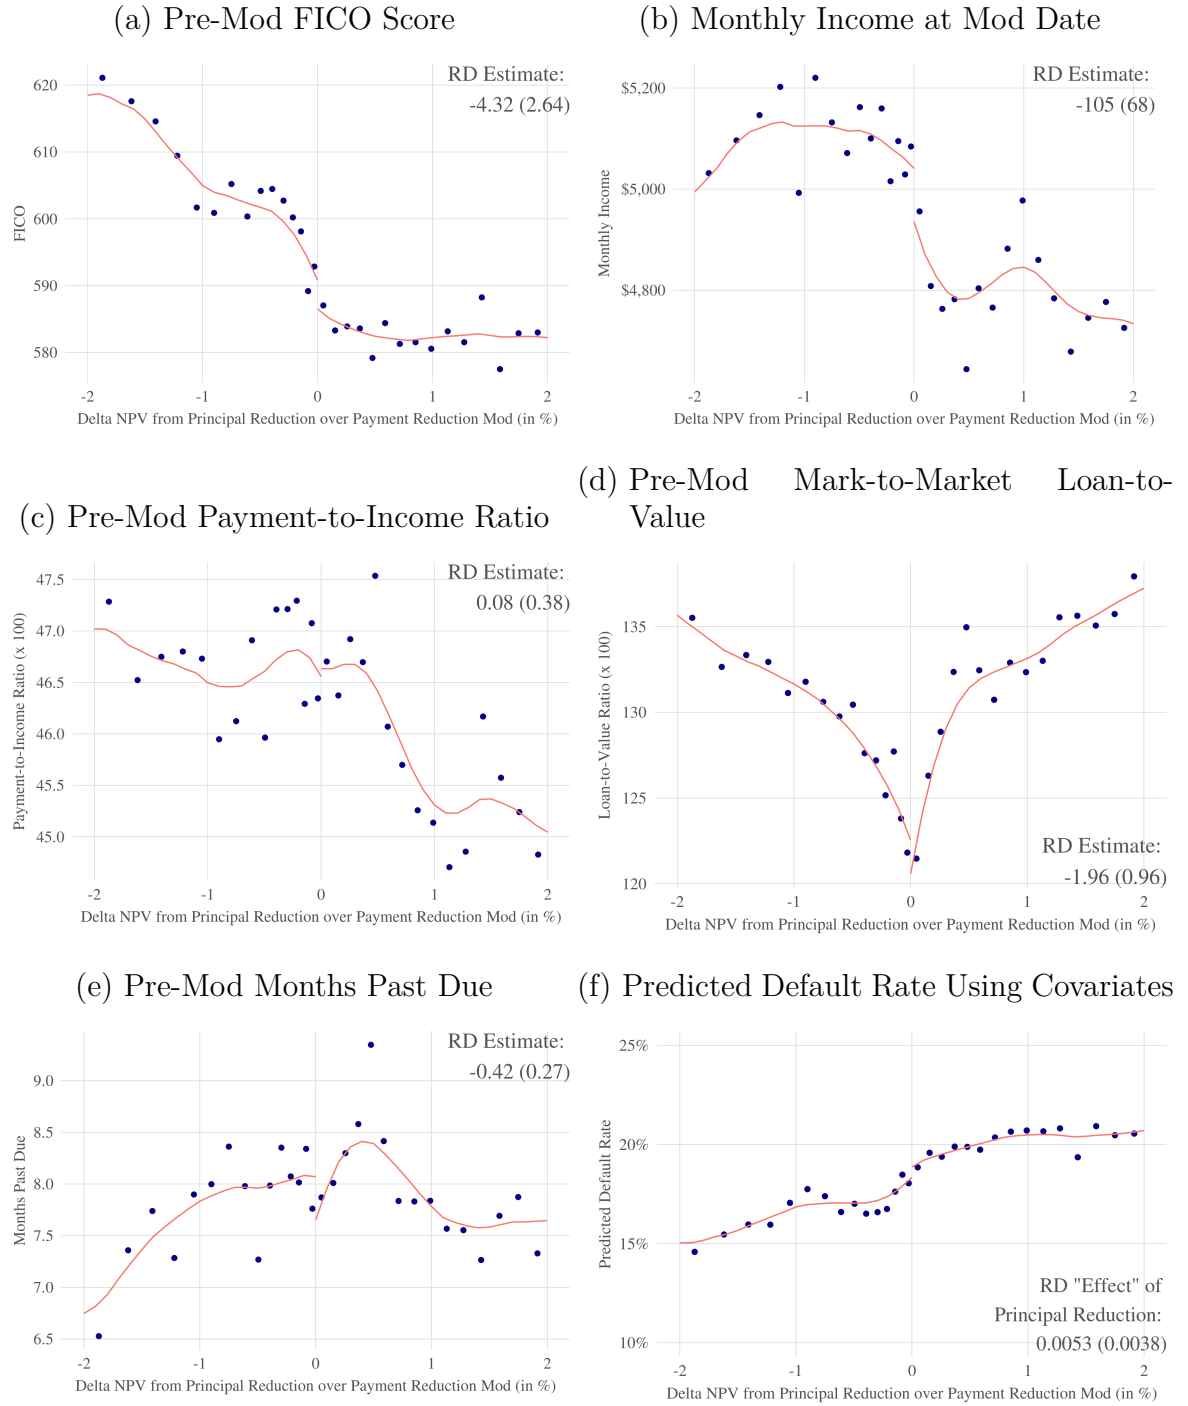 (a) Pre-Mod FICO Score
RD Estimate:
-4.32 (2.64)
620
610
600
590
580
FICO
-2 -1 0 1 2
Delta NPV from Principal Reduction over Payment Reduction Mod (in %)
(b) Monthly Income at Mod Date
RD Estimate:
-105 (68)
$5,200
$5,000
$4,800
Monthly Income
-2 -1 0 1 2
Delta NPV from Principal Reduction over Payment Reduction Mod (in %)
(c) Pre-Mod Payment-to-Income Ratio
RD Estimate:
0.08 (0.38)
47.5
47.0
46.5
46.0
45.5
45.0
Payment-to-Income Ratio (x 100)
-2 -1 0 1 2
Delta NPV from Principal Reduction over Payment Reduction Mod (in %)
(d) Pre-Mod Mark-to-Market Loan-to-
Value
135
130
125
120
Loan-to-Value Ratio (x 100)
RD Estimate:
-1.96 (0.96)
-2 -1 0 1 2
Delta NPV from Principal Reduction over Payment Reduction Mod (in %)
(e) Pre-Mod Months Past Due
RD Estimate:
-0.42 (0.27)
9.0
8.5
8.0
7.5
7.0
6.5
Months Past Due
-2 -1 0 1 2
Delta NPV from Principal Reduction over Payment Reduction Mod (in %)
(f) Predicted Default Rate Using Covariates
25%
20%
15%
10%
Predicted Default Rate
RD "Effect" of
Principal Reduction:
0.0053 (0.0038)
-2 -1 0 1 2
Delta NPV from Principal Reduction over Payment Reduction Mod (in %)